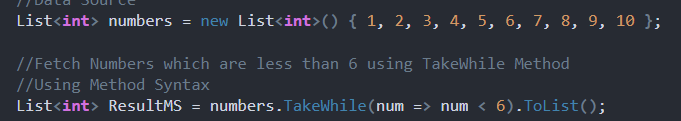 //Data Source
List<int> numbers = new List<int>() { 1, 2, 3, 4, 5, 6, 7, 8, 9, 10 };
//Fetch Numbers which are less than 6 using TakeWhile Method
//Using Method Syntax
List<int> ResultMS = numbers.TakeWhile(num => num < 6).ToList();